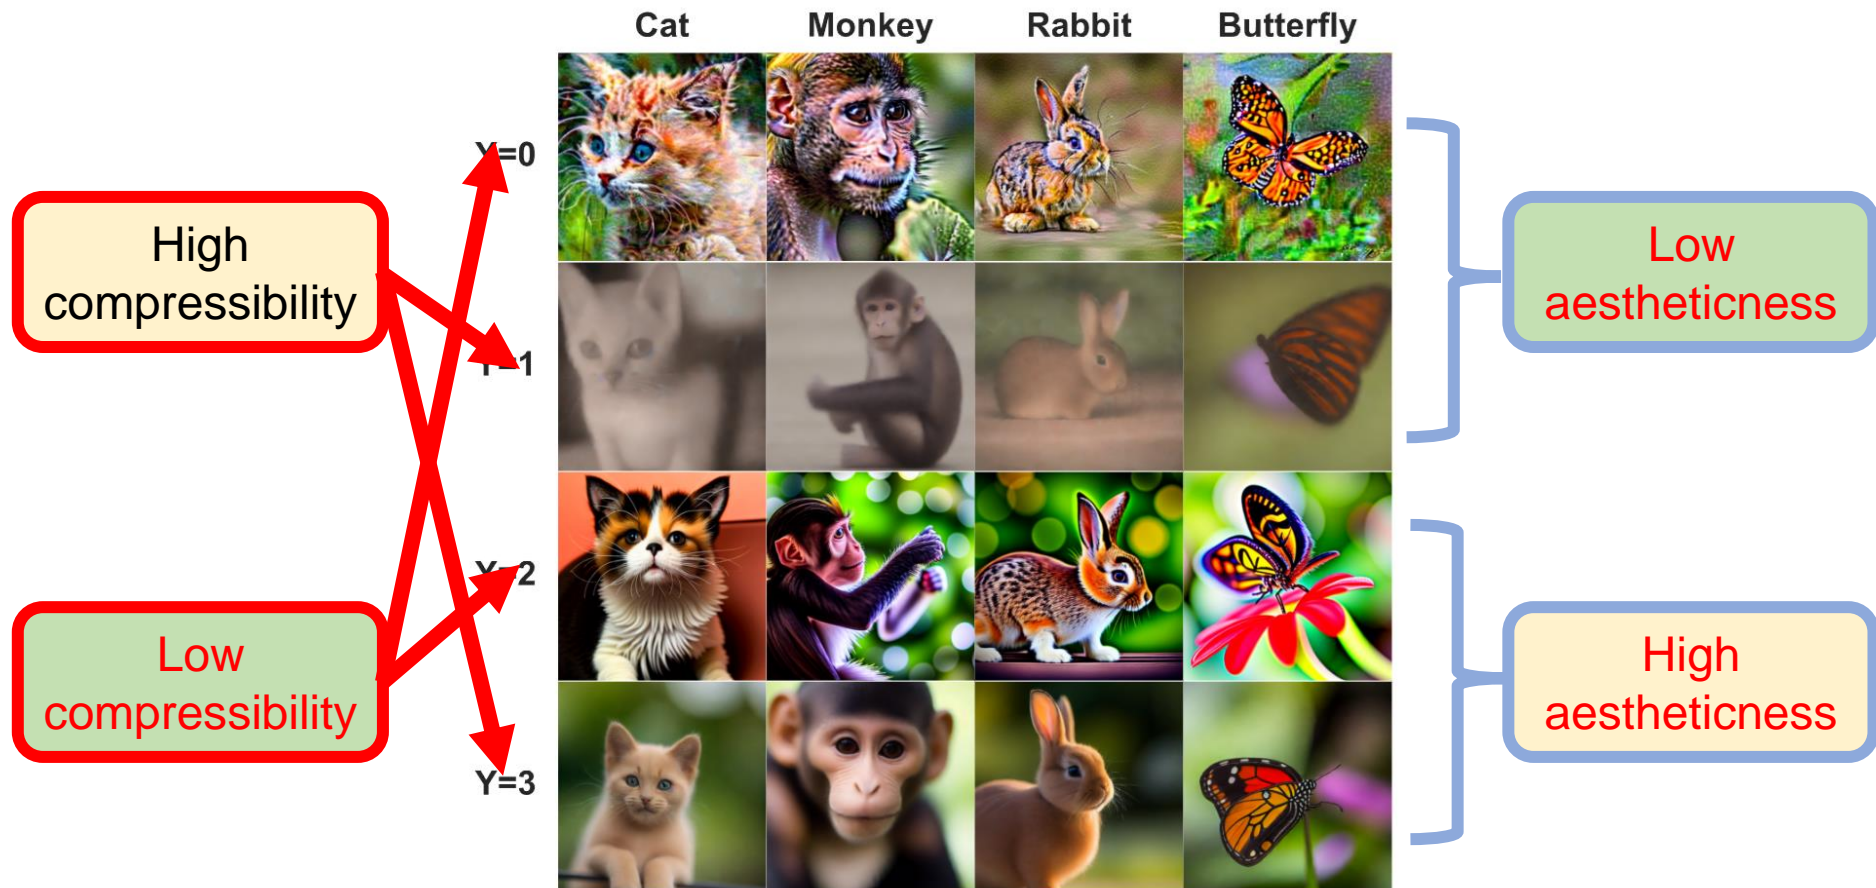 Cat Monkey Rabbit Butterfly
Y=0
High
compressibility
Low
aestheticness
Y=1
Y=2
Low
compressibility
High
aestheticness
Y=3